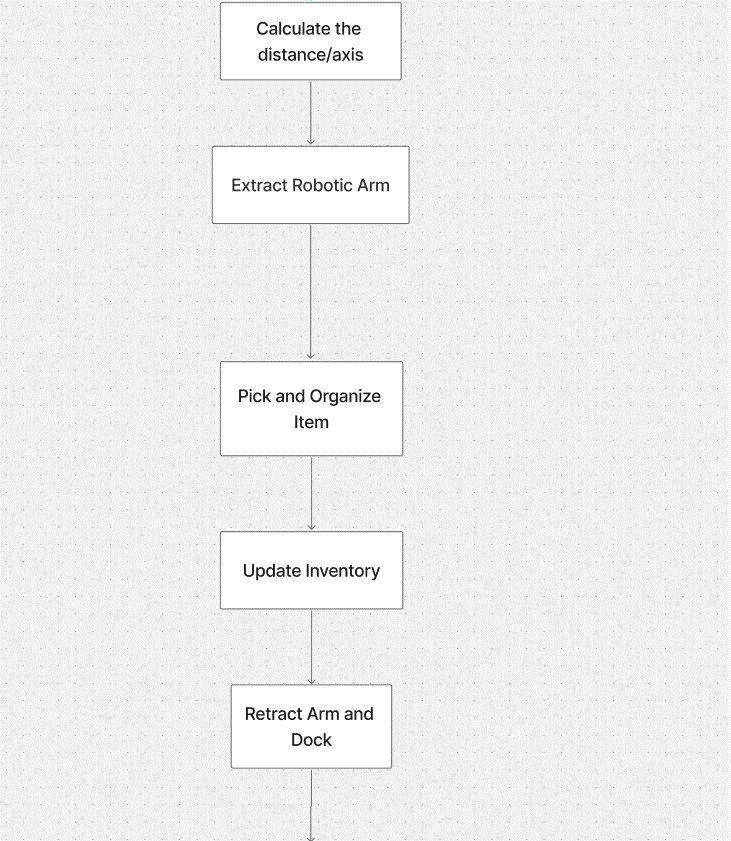 Calculate the
distance/axis
Extract Robotic Arm
Pick and Organize
Item
Update Inventory
Retract Arm and
Dock